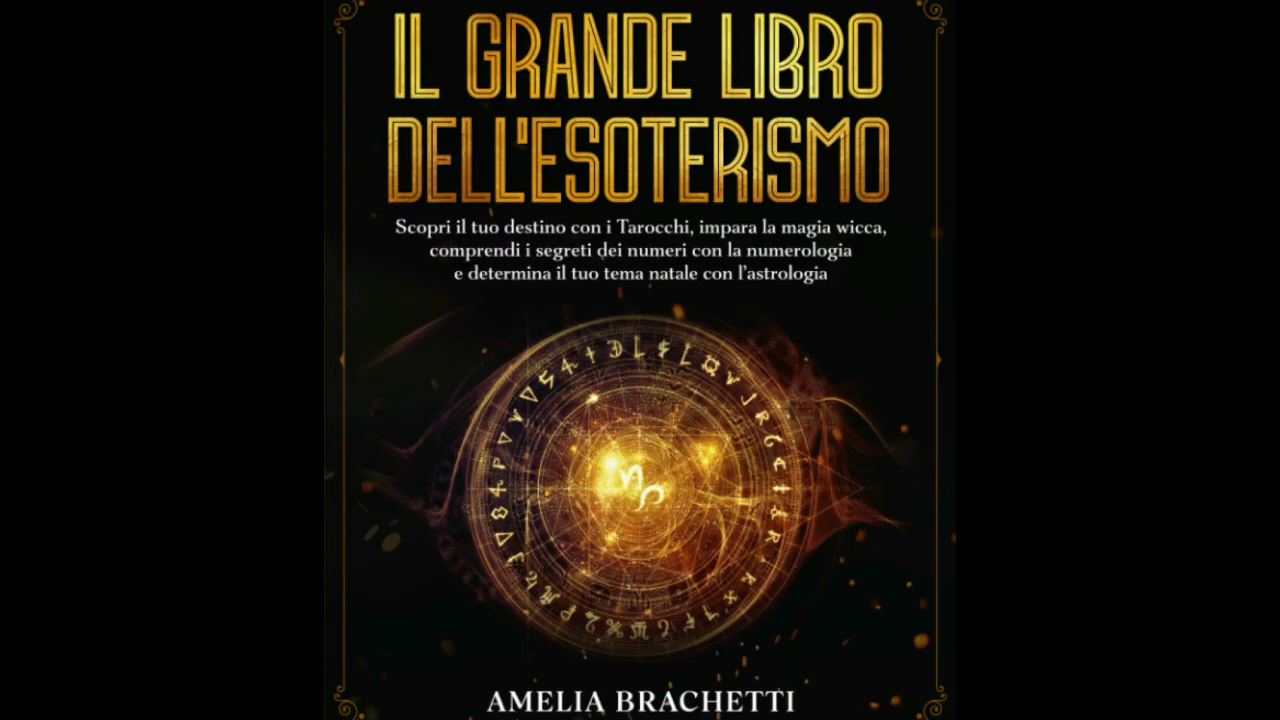 IL GRANDE LIBRO
DELL'ESOTERISMO
Scopri il tuo destino con i Tarocchi, impara la magia wicca,
comprendi i segreti dei numeri con la numerologia
e determina il tuo tema natale con l'astrologia
AMELIA BRACHETTI